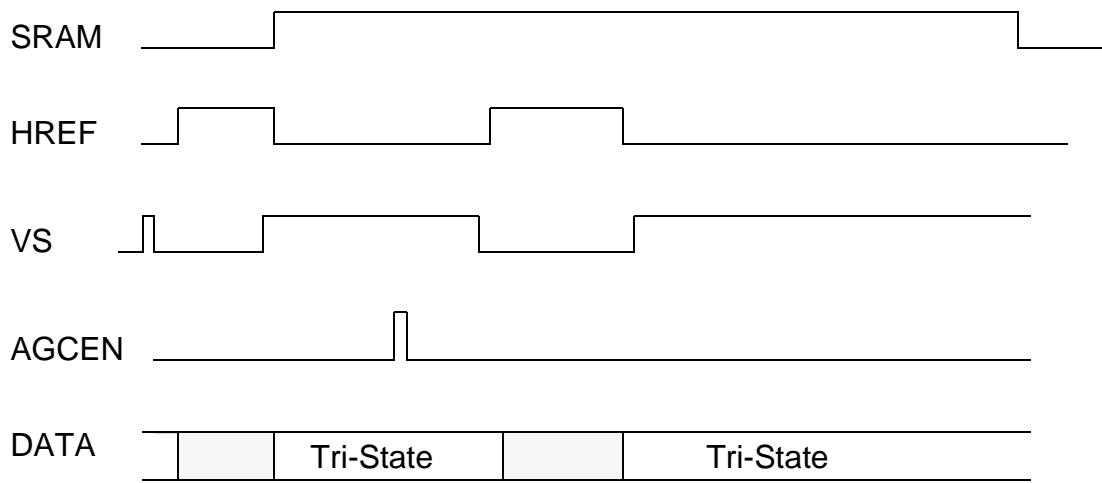 SRAM
HREF
VS
AGCEN
DATA Tri-State Tri-State